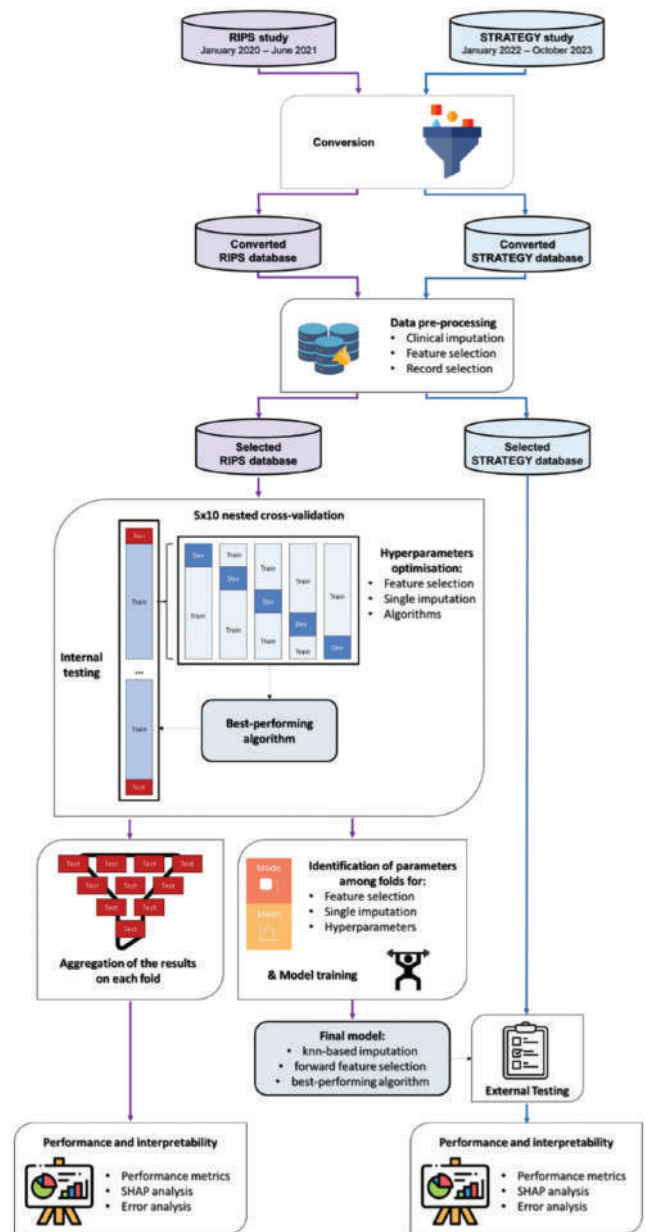 RIPS study
January 2020 – June 2021
STRATEGY study
January 2022 – October 2023
Conversion
Converted
RIPS database
Converted
STRATEGY database
Data pre-processing
• Clinical imputation
• Feature selection
• Record selection
Selected
RIPS database
Selected
STRATEGY database
5x10 nested cross-validation
Internal
testing
Test
Train
...
Train
Test
Dev
Train
Train
Dev
Train
Train
Dev
Train
Train
Dev
Train
Train
Dev
Hyperparameters
optimisation:
• Feature selection
• Single imputation
• Algorithms
Best-performing
algorithm
Test
Test
Test
Test
Test
Test
Test
Test
Test
Test
Aggregation of the results
on each fold
Mode
Mean
Identification of parameters
among folds for:
• Feature selection
• Single imputation
• Hyperparameters
& Model training
Final model:
• knn-based imputation
• forward feature selection
• best-performing algorithm
External Testing
Performance and interpretability
• Performance metrics
• SHAP analysis
• Error analysis
Performance and interpretability
• Performance metrics
• SHAP analysis
• Error analysis